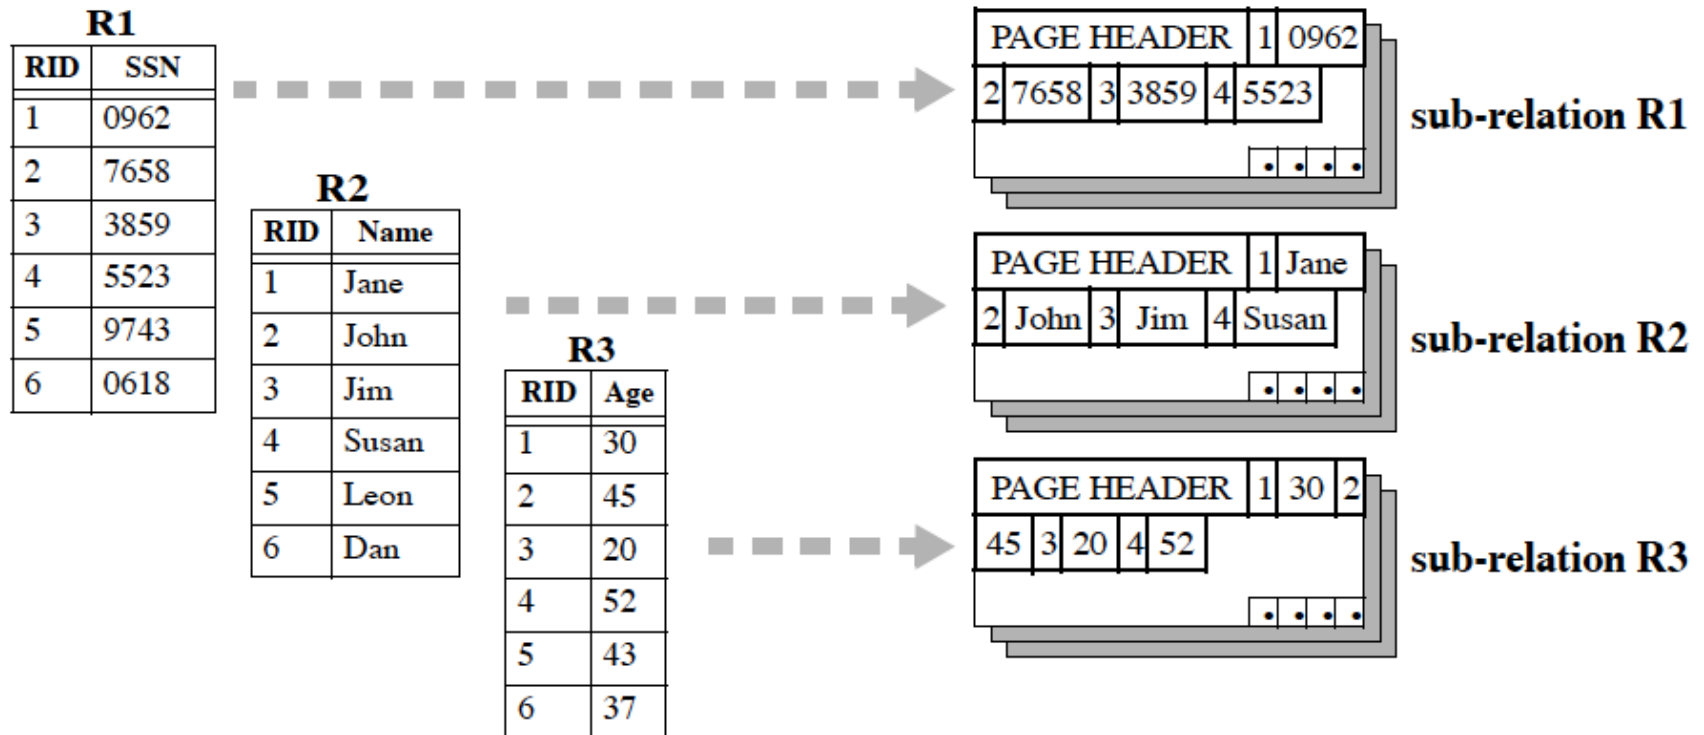 R1
RID SSN
1 0962
2 7658
3 3859
4 5523
5 9743
6 0618
R2
RID Name
1 Jane
2 John
3 Jim
4 Susan
5 Leon
6 Dan
R3
RID Age
1 30
2 45
3 20
4 52
5 43
6 37
PAGE HEADER 1 0962
2 7658 3 3859 4 5523
sub-relation R1
PAGE HEADER 1 Jane
2 John 3 Jim 4 Susan
sub-relation R2
PAGE HEADER 1 30 2
45 3 20 4 52
sub-relation R3